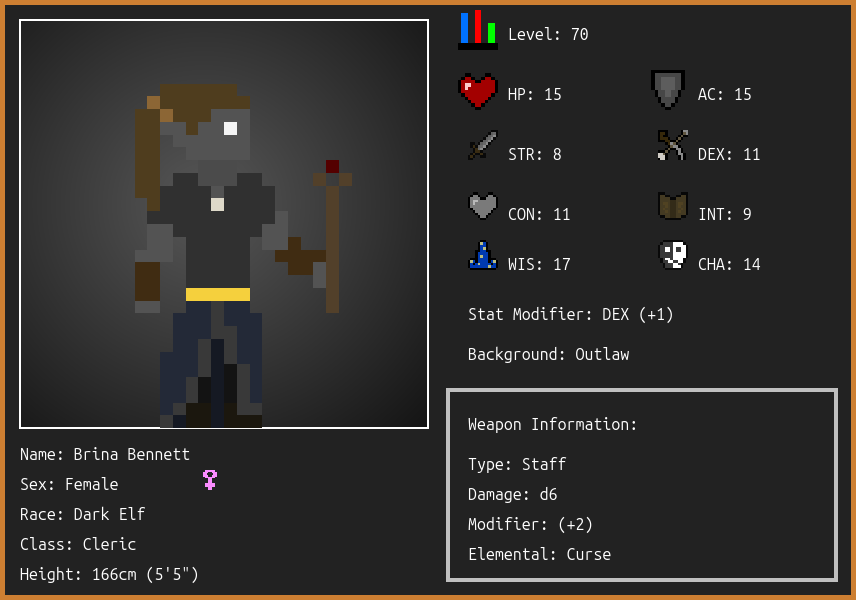 Level: 70
HP: 15
AC: 15
STR: 8
DEX: 11
CON: 11
INT: 9
WIS: 17
CHA: 14
Stat Modifier: DEX (+1)
Background: Outlaw
Weapon Information:
Type: Staff
Damage: d6
Modifier: (+2)
Elemental: Curse
Name: Brina Bennett
Sex: Female
Race: Dark Elf
Class: Cleric
Height: 166cm (5'5")